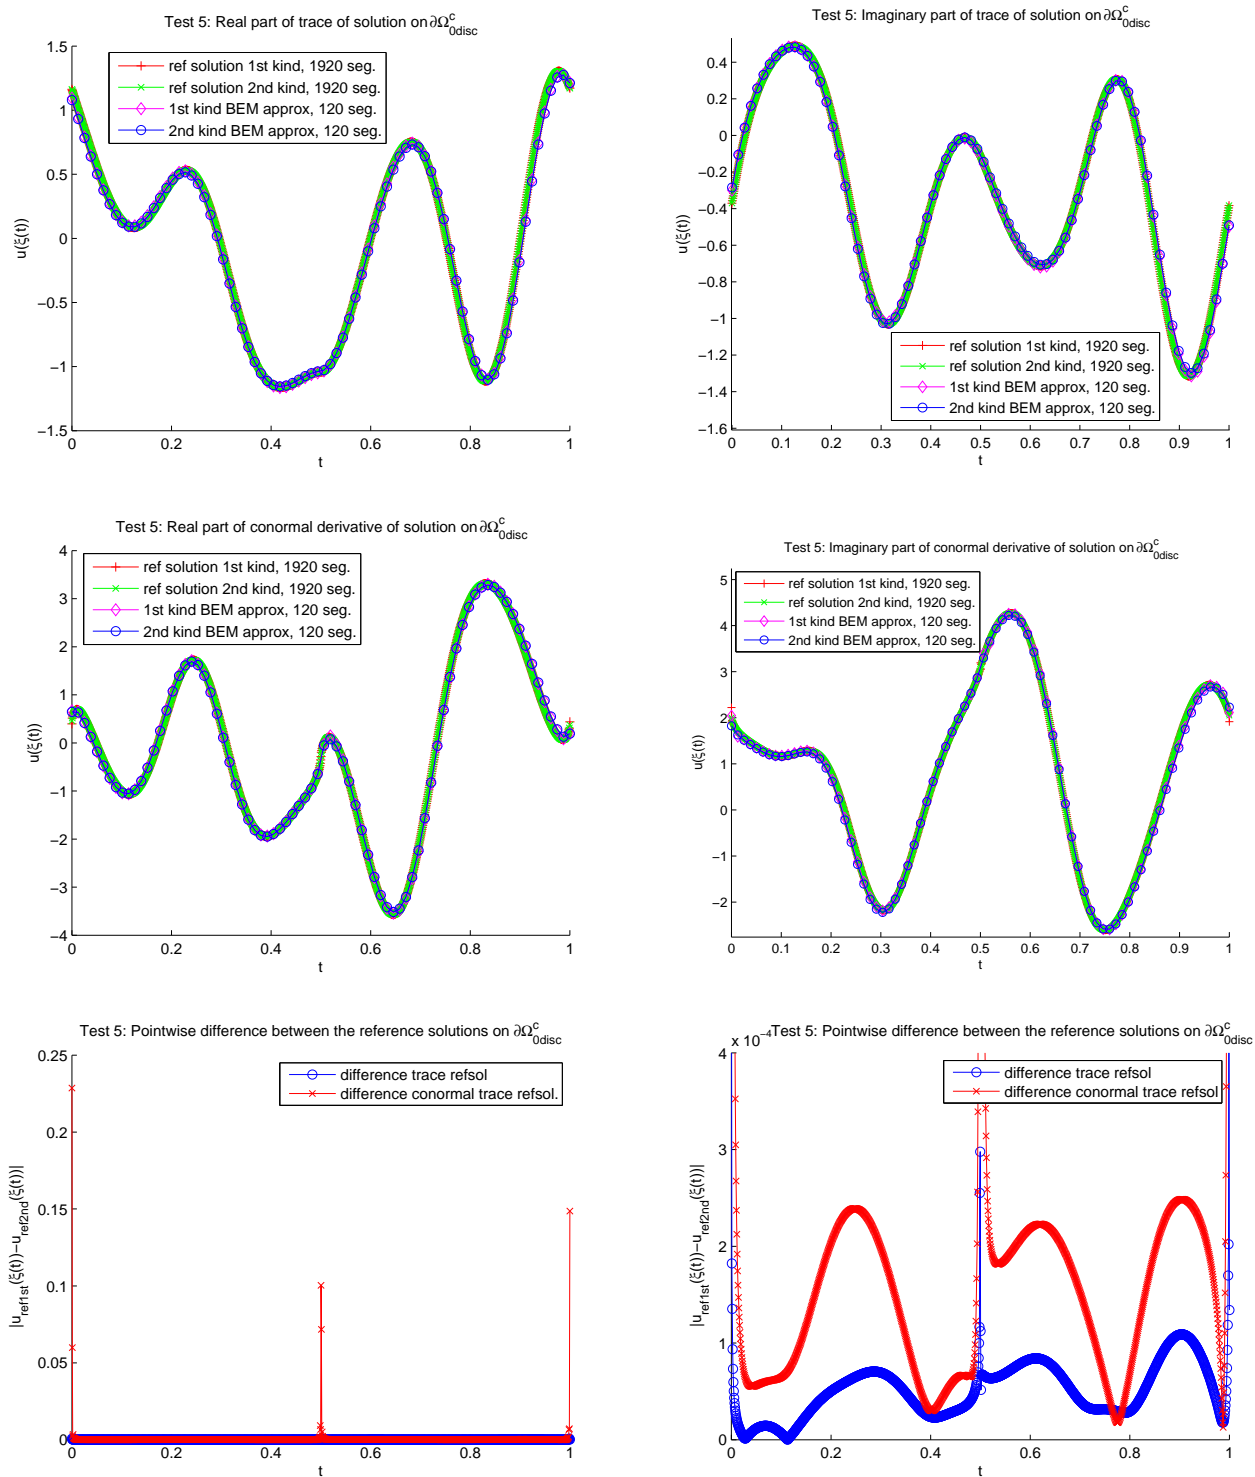 Test 5: Real part of trace of solution on ∂Ω^c_0disc
1.5
1
0.5
0
−0.5
−1
−1.5
0 0.2 0.4 0.6 0.8 1
t
u(ξ(t))
ref solution 1st kind, 1920 seg.
ref solution 2nd kind, 1920 seg.
1st kind BEM approx, 120 seg.
2nd kind BEM approx, 120 seg.
Test 5: Imaginary part of trace of solution on ∂Ω^c_0disc
0.4
0.2
0
−0.2
−0.4
−0.6
−0.8
−1
−1.2
−1.4
−1.6
0 0.1 0.2 0.3 0.4 0.5 0.6 0.7 0.8 0.9 1
t
u(ξ(t))
ref solution 1st kind, 1920 seg.
ref solution 2nd kind, 1920 seg.
1st kind BEM approx, 120 seg.
2nd kind BEM approx, 120 seg.
Test 5: Real part of conormal derivative of solution on ∂Ω^c_0disc
4
3
2
1
0
−1
−2
−3
−4
0 0.2 0.4 0.6 0.8 1
t
u(ξ(t))
ref solution 1st kind, 1920 seg.
ref solution 2nd kind, 1920 seg.
1st kind BEM approx, 120 seg.
2nd kind BEM approx, 120 seg.
Test 5: Imaginary part of conormal derivative of solution on ∂Ω^c_0disc
5
4
3
2
1
0
−1
−2
0 0.1 0.2 0.3 0.4 0.5 0.6 0.7 0.8 0.9 1
t
u(ξ(t))
ref solution 1st kind, 1920 seg.
ref solution 2nd kind, 1920 seg.
1st kind BEM approx, 120 seg.
2nd kind BEM approx, 120 seg.
Test 5: Pointwise difference between the reference solutions on ∂Ω^c_0disc
0.25
0.2
0.15
0.1
0.05
0
0 0.2 0.4 0.6 0.8 1
t
|u_ref1st(ξ(t))−u_ref2nd(ξ(t))|
difference trace refsol
difference conormal trace refsol.
x 10^−4
Test 5: Pointwise difference between the reference solutions on ∂Ω^c_0disc
4
3
2
1
0
0 0.2 0.4 0.6 0.8 1
t
|u_ref1st(ξ(t))−u_ref2nd(ξ(t))|
difference trace refsol
difference conormal trace refsol